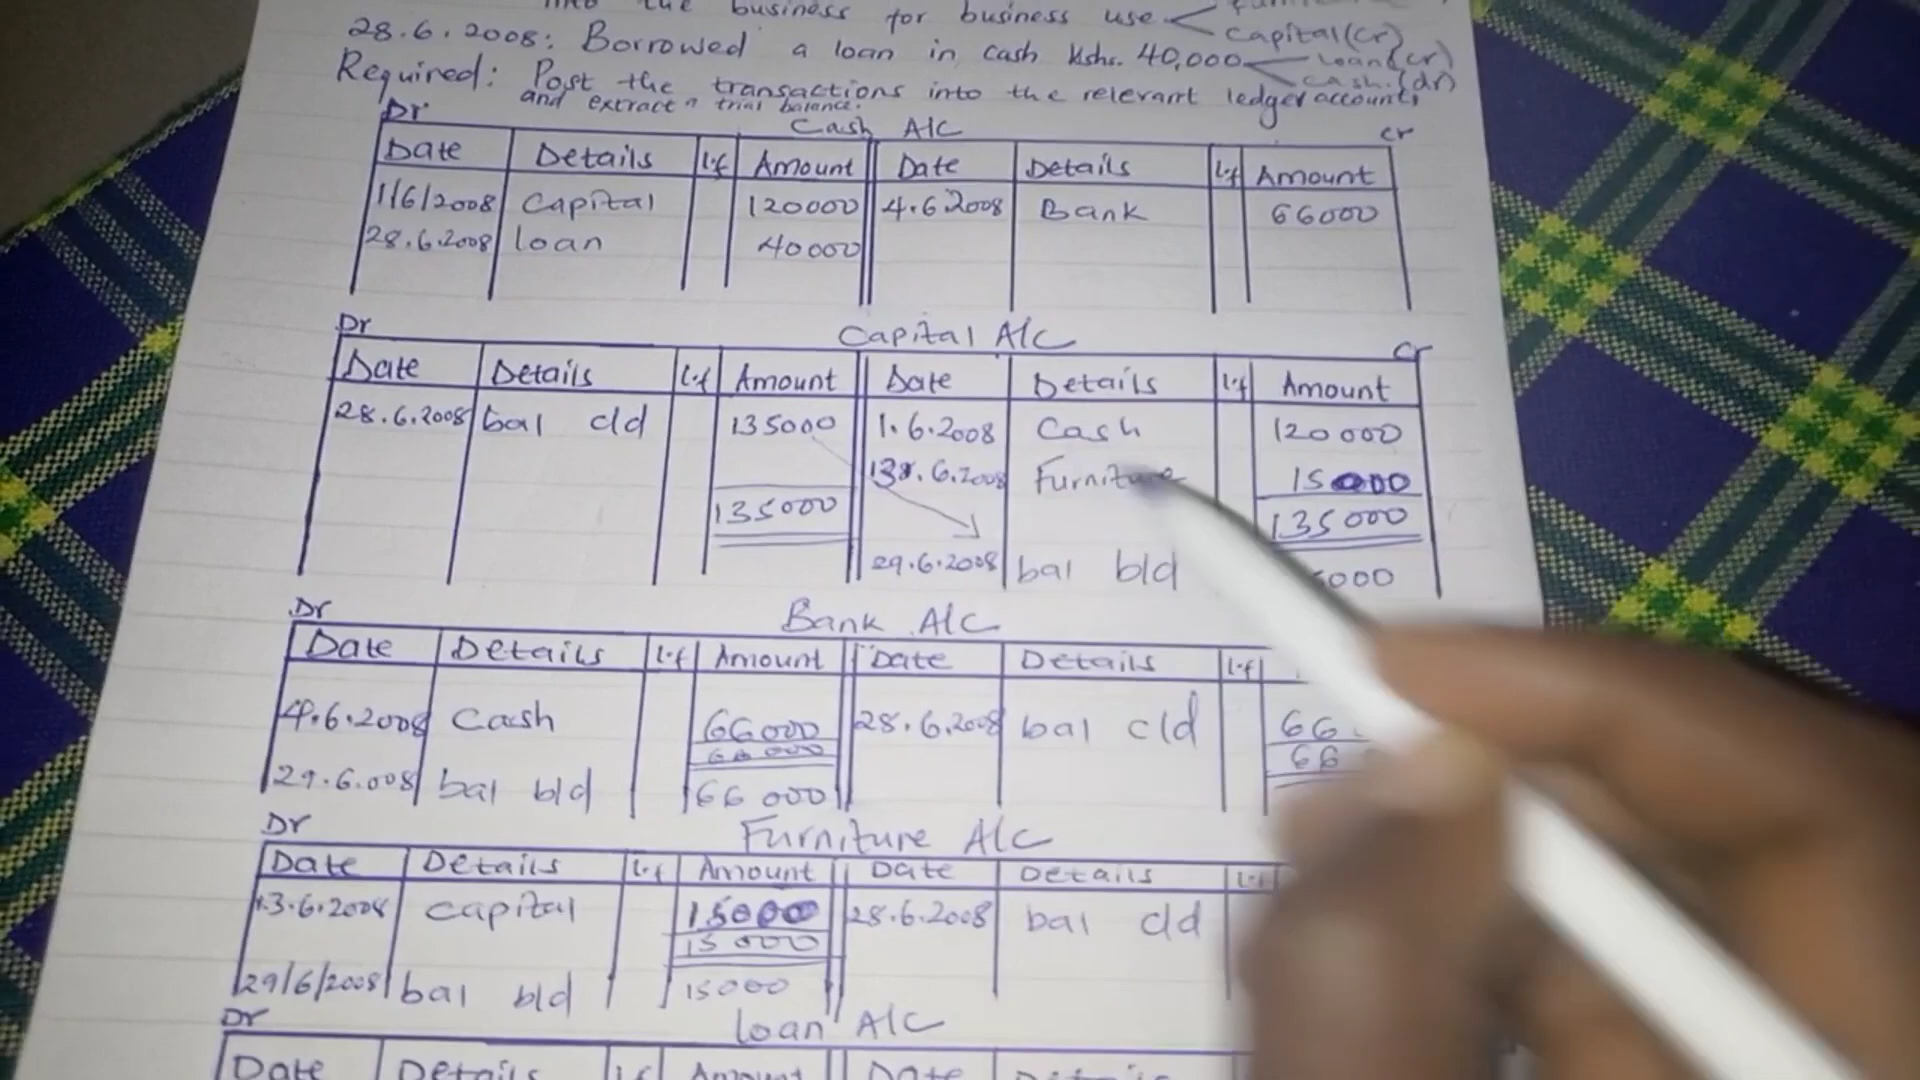 the business for business use
Capital(cr)
28.6.2008: Borrowed a loan in cash kshs. 40,000 loan(cr)
cash.(dr)
Required: Post the transactions into the relevant ledger accounts
and extract a trial balance.
Dr Cash A/C cr
Date Details l.f Amount Date Details l.f Amount
1/6/2008 Capital 120000 4.6.2008 Bank 66000
28.6.2008 loan 40000
Dr Capital A/C cr
Date Details l.f Amount Date Details l.f Amount
28.6.2008 bal c/d 135000 1.6.2008 Cash 120000
.6.2008 Furniture 15000
135000 135000
29.6.2008 bal b/d 5000
Dr Bank A/C
Date Details l.f Amount Date Details l.f
4.6.2008 Cash 66000 28.6.2008 bal c/d 66
66000 66
29.6.008 bal b/d 66000
Dr Furniture A/C
Date Details l.f Amount Date Details l.f
13.6.2008 capital 15000 28.6.2008 bal c/d
15000
29/6/2008 bal b/d 15000
Dr loan A/C
Date Details l.f Amount Date Details